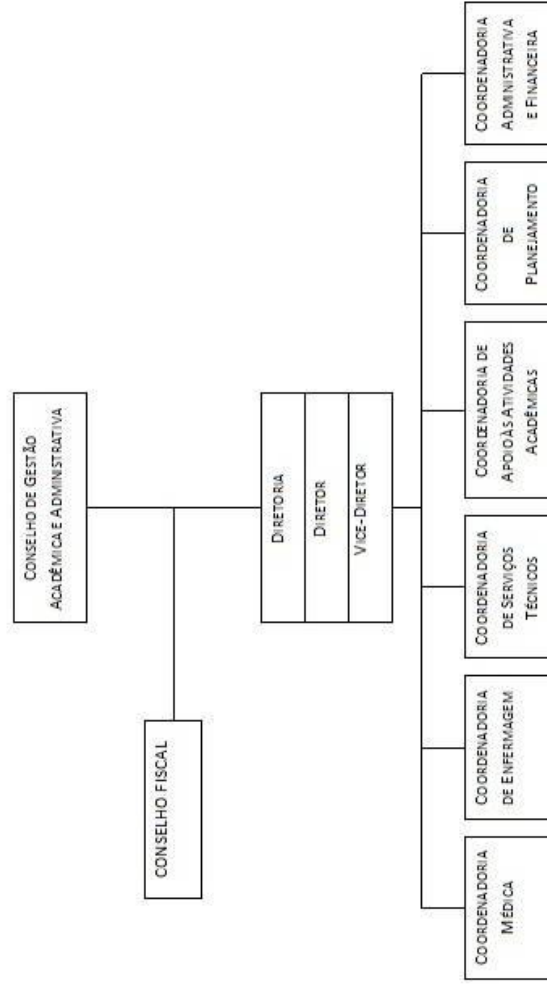 CONSELHO DE GESTÃO
ACADÊMICA E ADMINISTRATIVA
CONSELHO FISCAL
DIRETORIA
DIRETOR
VICE-DIRETOR
COORDENADORIA
MÉDICA
COORDENADORIA
DE ENFERMAGEM
COORDENADORIA
DE SERVIÇOS
TÉCNICOS
COORDENADORIA DE
APOIO ÀS ATIVIDADES
ACADÊMICAS
COORDENADORIA
DE
PLANEJAMENTO
COORDENADORIA
ADMINISTRATIVA
E FINANCEIRA